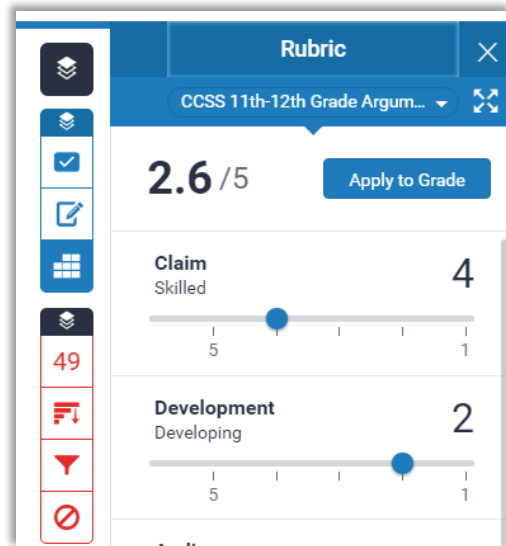 Rubric
CCSS 11th-12th Grade Argum...
2.6 /5
Apply to Grade
Claim
4
Skilled
5
1
49
Development
2
Developing
5
1